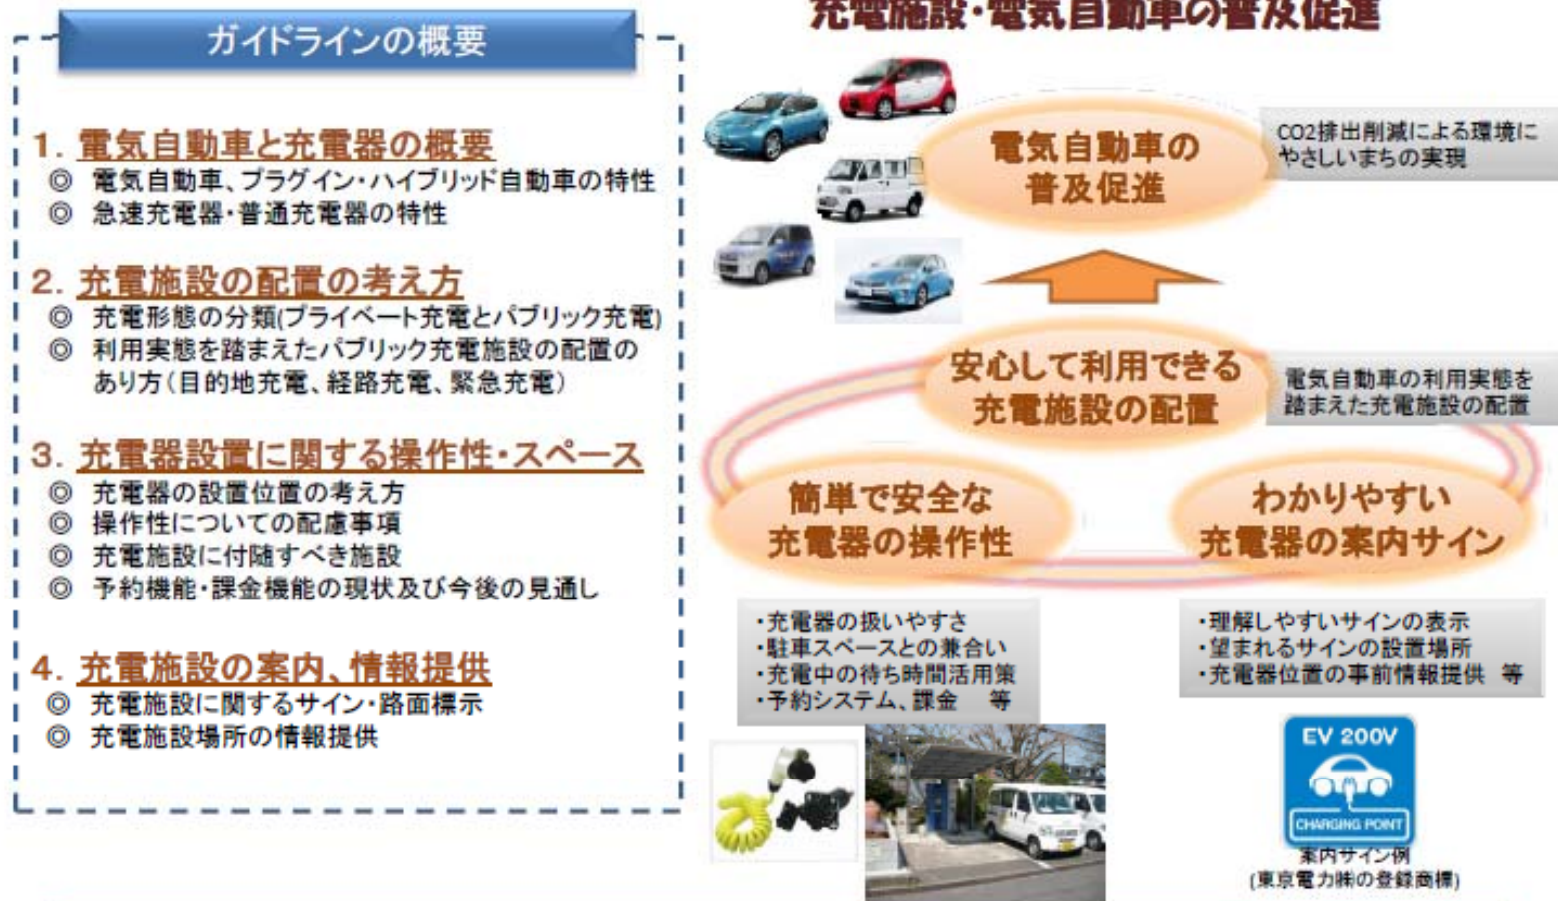 ガイドラインの概要
1. 電気自動車と充電器の概要
◎ 電気自動車、プラグイン・ハイブリッド自動車の特性
◎ 急速充電器・普通充電器の特性
2. 充電施設の配置の考え方
◎ 充電形態の分類(プライベート充電とパブリック充電)
◎ 利用実態を踏まえたパブリック充電施設の配置の
あり方（目的地充電、経路充電、緊急充電）
3. 充電器設置に関する操作性・スペース
◎ 充電器の設置位置の考え方
◎ 操作性についての配慮事項
◎ 充電施設に付随すべき施設
◎ 予約機能・課金機能の現状及び今後の見通し
4. 充電施設の案内、情報提供
◎ 充電施設に関するサイン・路面標示
◎ 充電施設場所の情報提供
充電施設・電気自動車の普及促進
電気自動車の
普及促進
CO2排出削減による環境に
やさしいまちの実現
安心して利用できる
充電施設の配置
電気自動車の利用実態を
踏まえた充電施設の配置
簡単で安全な
充電器の操作性
わかりやすい
充電器の案内サイン
・充電器の扱いやすさ
・駐車スペースとの兼合い
・充電中の待ち時間活用策
・予約システム、課金 等
・理解しやすいサインの表示
・望まれるサインの設置場所
・充電器位置の事前情報提供 等
EV 200V
CHARGING POINT
案内サイン例
(東京電力㈱の登録商標)